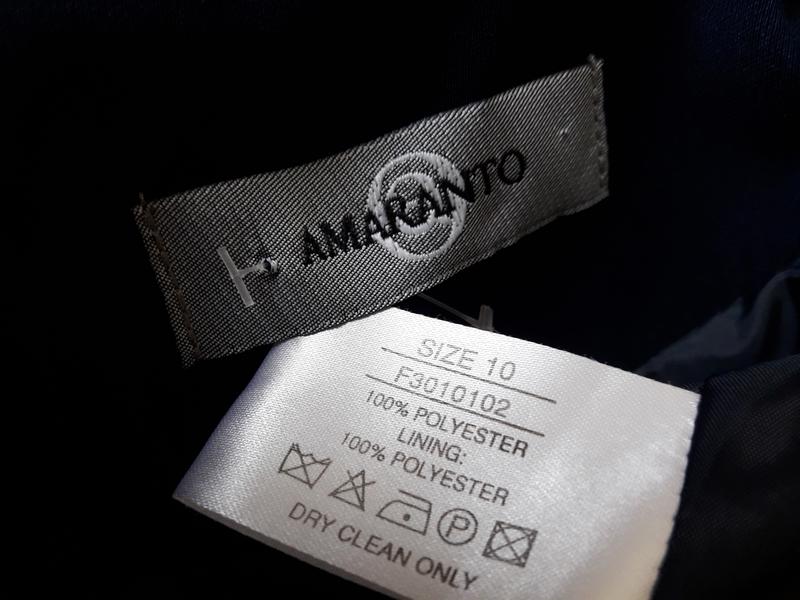 AMARANTO
SIZE 10
F3010102
100% POLYESTER
LINING:
100% POLYESTER
P
DRY CLEAN ONLY